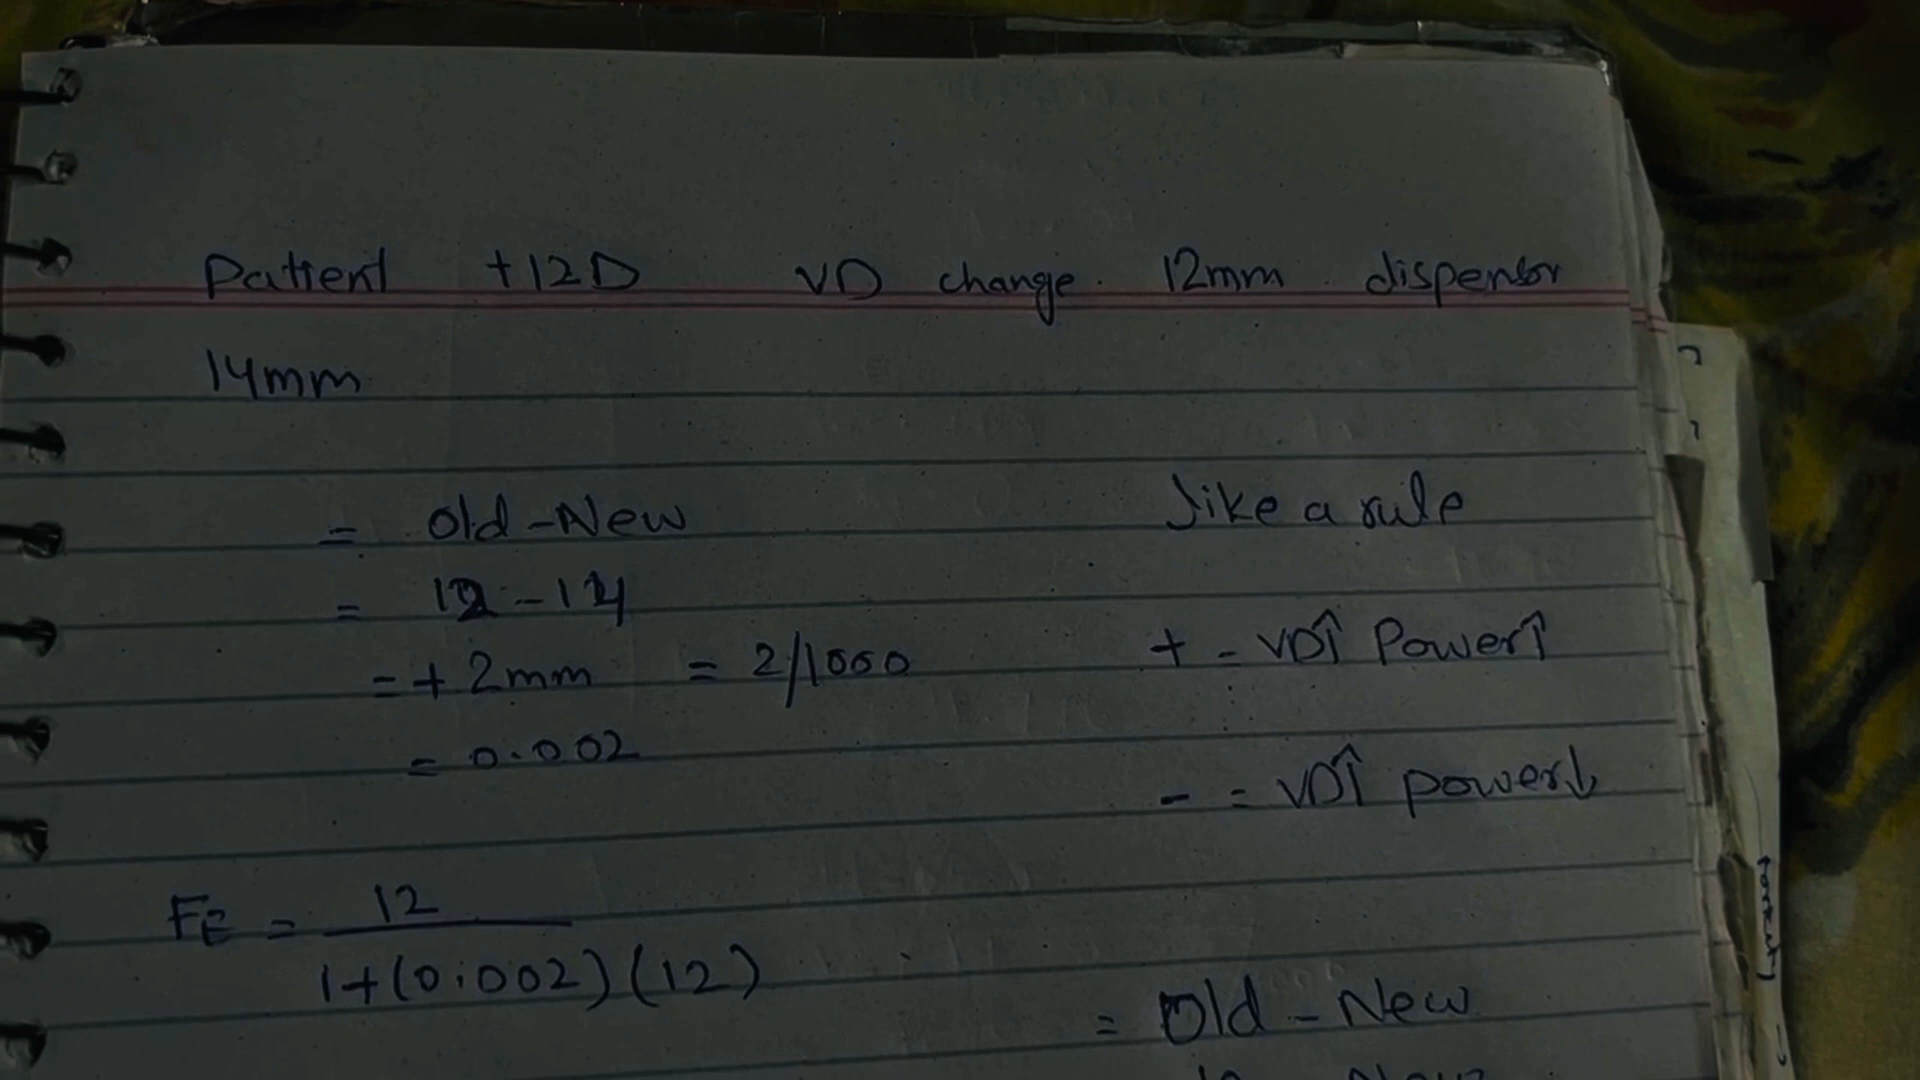 Patient +12D VD change. 12mm dispensor
14mm
= Old-New
= 12-14
= + 2mm = 2/1000
= 0.002
like a rule
+ = VD↑ Power↑
- = VD↑ power↓
FE = 12
1+(0.002)(12)
= Old - New